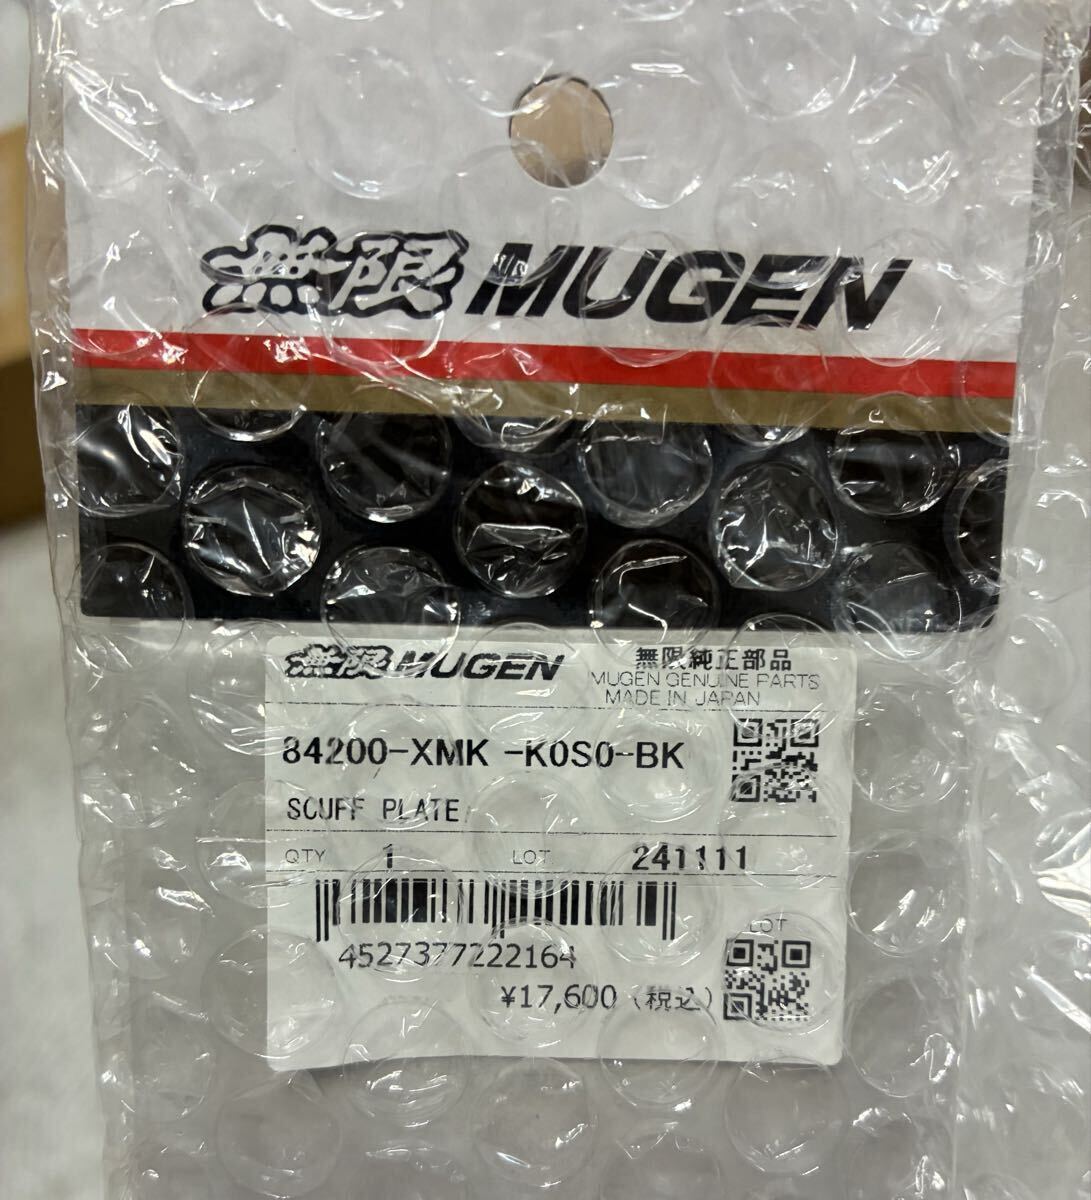 無限 MUGEN
無限 MUGEN 無限純正部品
MUGEN GENUINE PARTS
MADE IN JAPAN
84200-XMK -K0S0-BK
SCUFF PLATE
QTY 1 LOT 241111
4527377222164
LOT
¥17,600（税込）